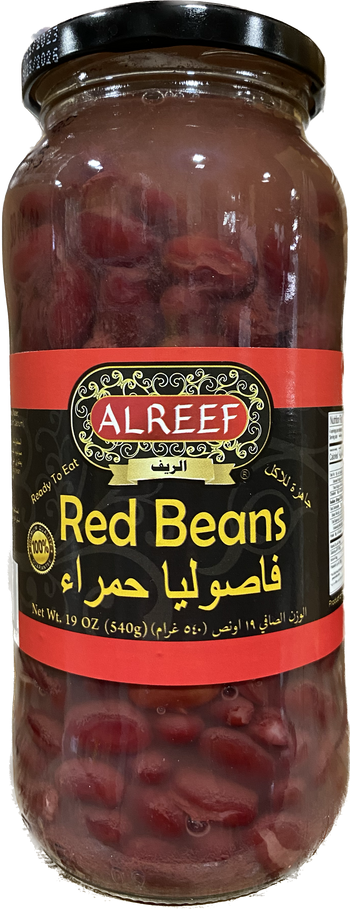 ALREEF
الريف
Ready To Eat
جاهزة للأكل
Red Beans
100%
فاصوليا حمراء
Net Wt. 19 OZ (540g) الوزن الصافي ١٩ اونص (٥٤٠ غرام)